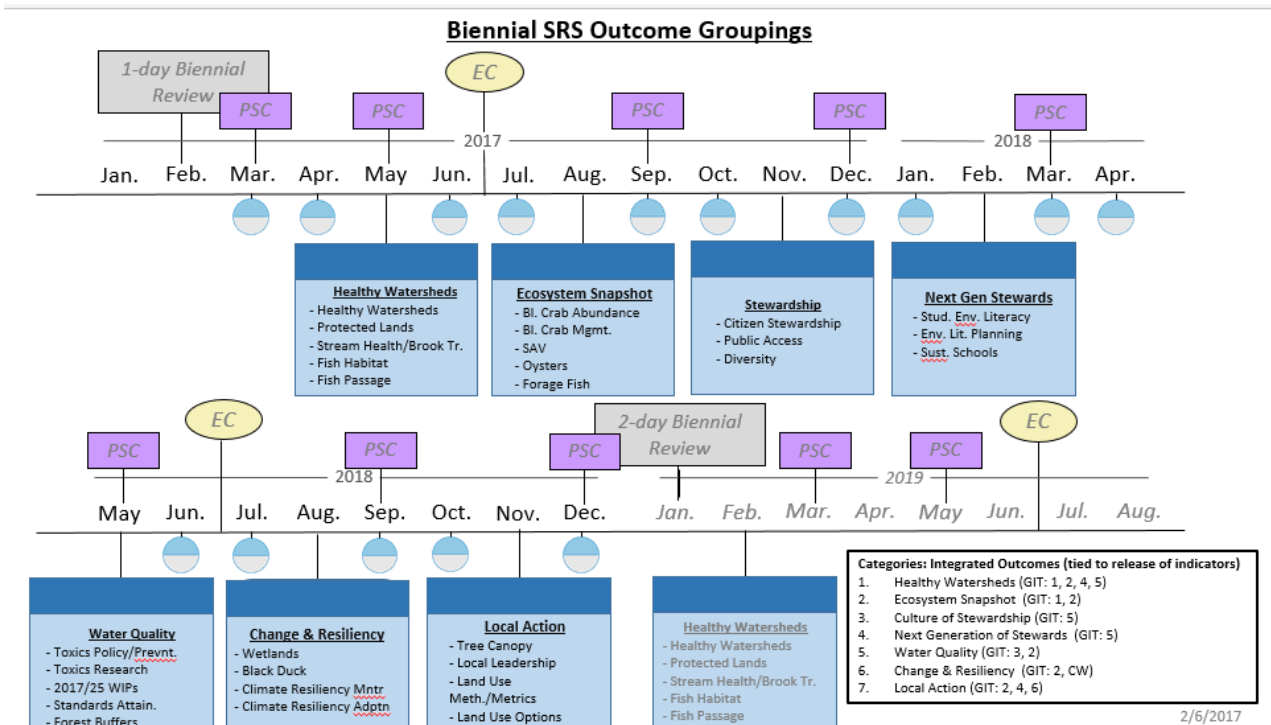 Biennial SRS Outcome Groupings
1-day Biennial
Review
EC
PSC
PSC
PSC
PSC
PSC
2017
2018
Jan. Feb. Mar. Apr. May Jun. Jul. Aug. Sep. Oct. Nov. Dec. Jan. Feb. Mar. Apr.
Healthy Watersheds
- Healthy Watersheds
- Protected Lands
- Stream Health/Brook Tr.
- Fish Habitat
- Fish Passage
Ecosystem Snapshot
- Bl. Crab Abundance
- Bl. Crab Mgmt.
- SAV
- Oysters
- Forage Fish
Stewardship
- Citizen Stewardship
- Public Access
- Diversity
Next Gen Stewards
- Stud. Env. Literacy
- Env. Lit. Planning
- Sust. Schools
EC
2-day Biennial
Review
EC
PSC
PSC
PSC
PSC
PSC
2018
2019
May Jun. Jul. Aug. Sep. Oct. Nov. Dec. Jan. Feb. Mar. Apr. May Jun. Jul. Aug.
Water Quality
- Toxics Policy/Prevnt.
- Toxics Research
- 2017/25 WIPs
- Standards Attain.
- Forest Buffers
Change & Resiliency
- Wetlands
- Black Duck
- Climate Resiliency Mntr
- Climate Resiliency Adptn
Local Action
- Tree Canopy
- Local Leadership
- Land Use
Meth./Metrics
- Land Use Options
Healthy Watersheds
- Healthy Watersheds
- Protected Lands
- Stream Health/Brook Tr.
- Fish Habitat
- Fish Passage
Categories: Integrated Outcomes (tied to release of indicators)
1. Healthy Watersheds (GIT: 1, 2, 4, 5)
2. Ecosystem Snapshot (GIT: 1, 2)
3. Culture of Stewardship (GIT: 5)
4. Next Generation of Stewards (GIT: 5)
5. Water Quality (GIT: 3, 2)
6. Change & Resiliency (GIT: 2, CW)
7. Local Action (GIT: 2, 4, 6)
2/6/2017